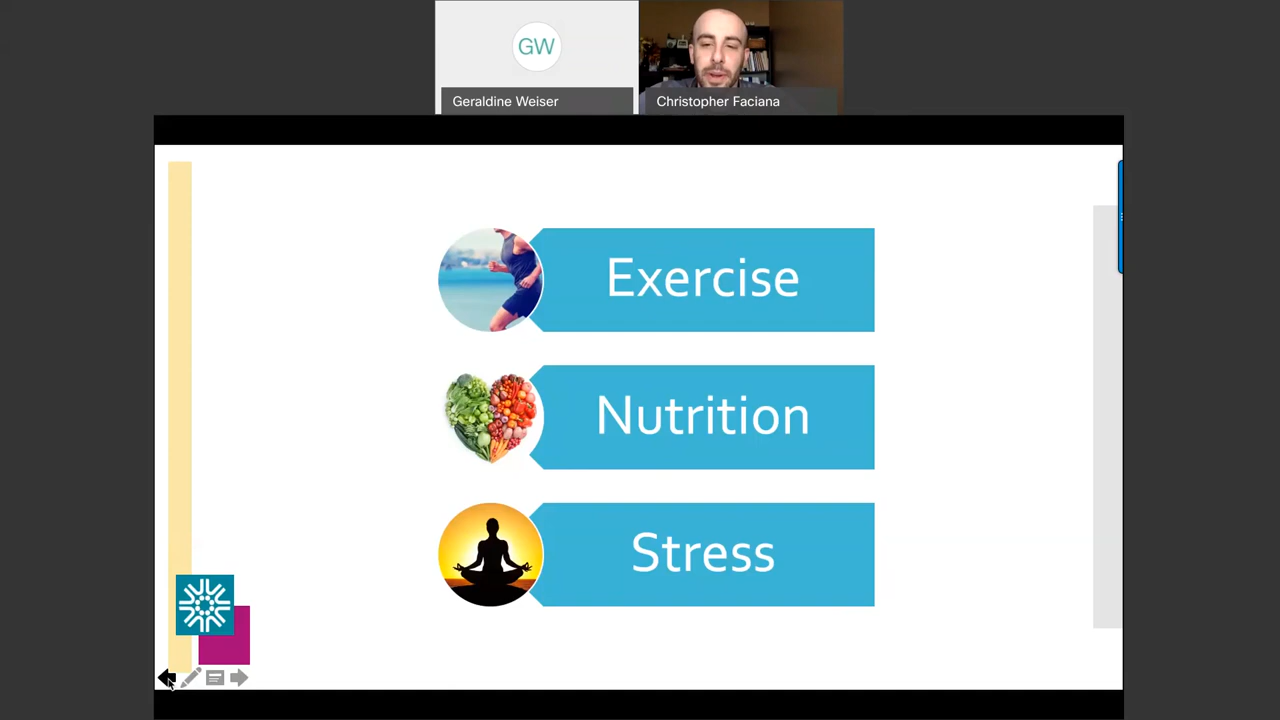 GW
Geraldine Weiser
Christopher Faciana
Exercise
Nutrition
Stress